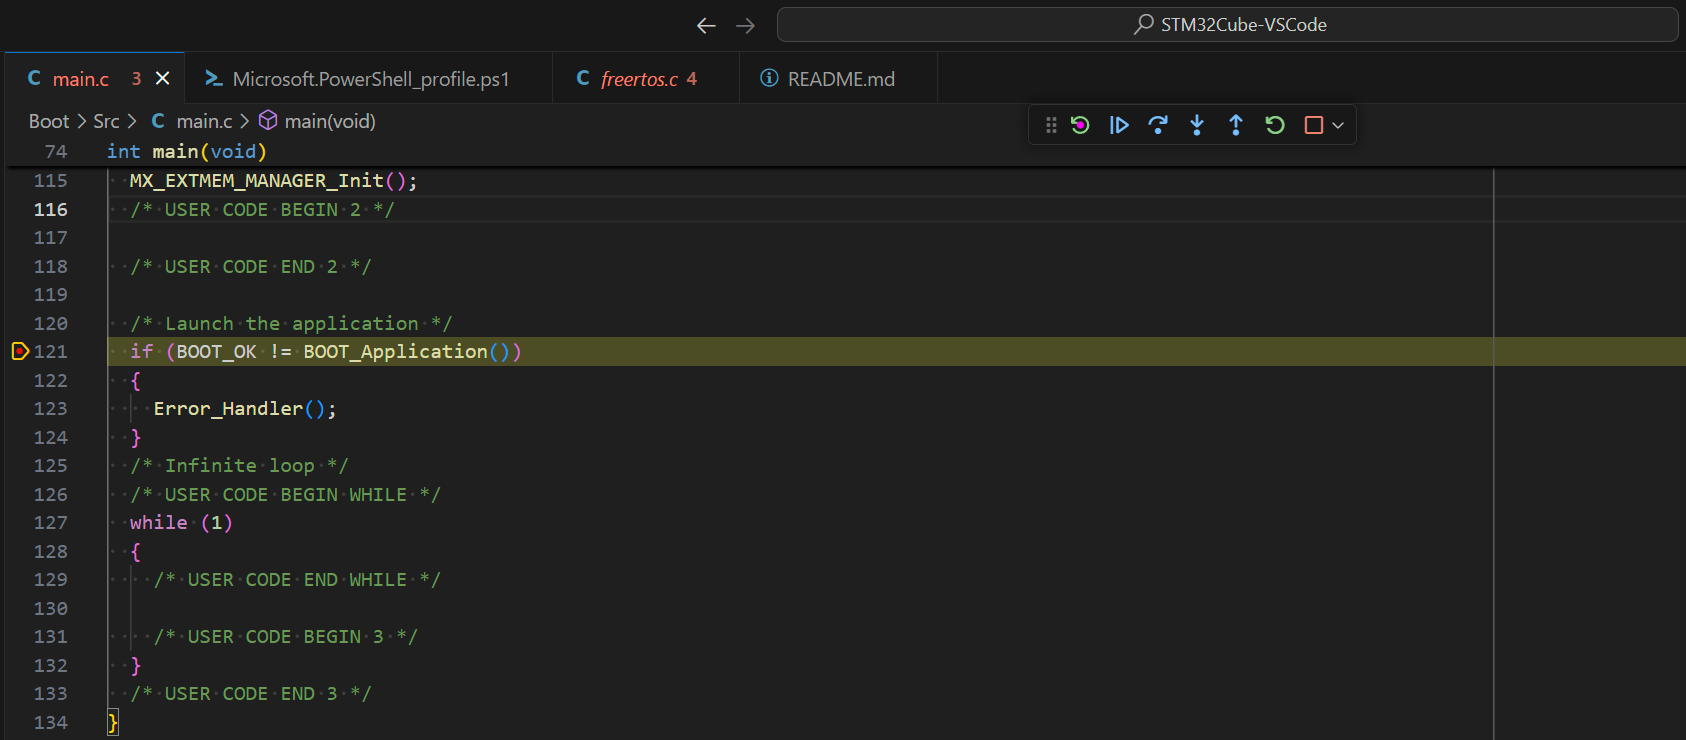 STM32Cube-VSCode
C main.c 3 Microsoft.PowerShell_profile.ps1 C freertos.c 4 README.md
Boot > Src > C main.c > main(void)
74 int main(void)
115 MX_EXTMEM_MANAGER_Init();
116 /* USER CODE BEGIN 2 */
117
118 /* USER CODE END 2 */
119
120 /* Launch the application */
121 if (BOOT_OK != BOOT_Application())
122 {
123 Error_Handler();
124 }
125 /* Infinite loop */
126 /* USER CODE BEGIN WHILE */
127 while (1)
128 {
129 /* USER CODE END WHILE */
130
131 /* USER CODE BEGIN 3 */
132 }
133 /* USER CODE END 3 */
134 }